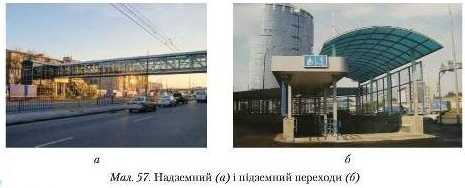 а
б
Мал. 57. Надземний (а) і підземний переходи (б)